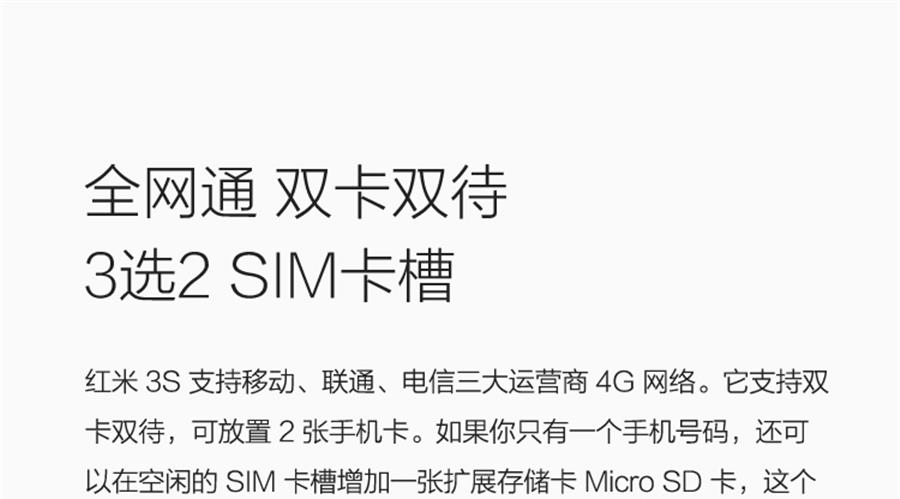 全网通 双卡双待
3选2 SIM卡槽
红米 3S 支持移动、联通、电信三大运营商 4G 网络。它支持双
卡双待，可放置 2 张手机卡。如果你只有一个手机号码，还可
以在空闲的 SIM 卡槽增加一张扩展存储卡 Micro SD 卡，这个